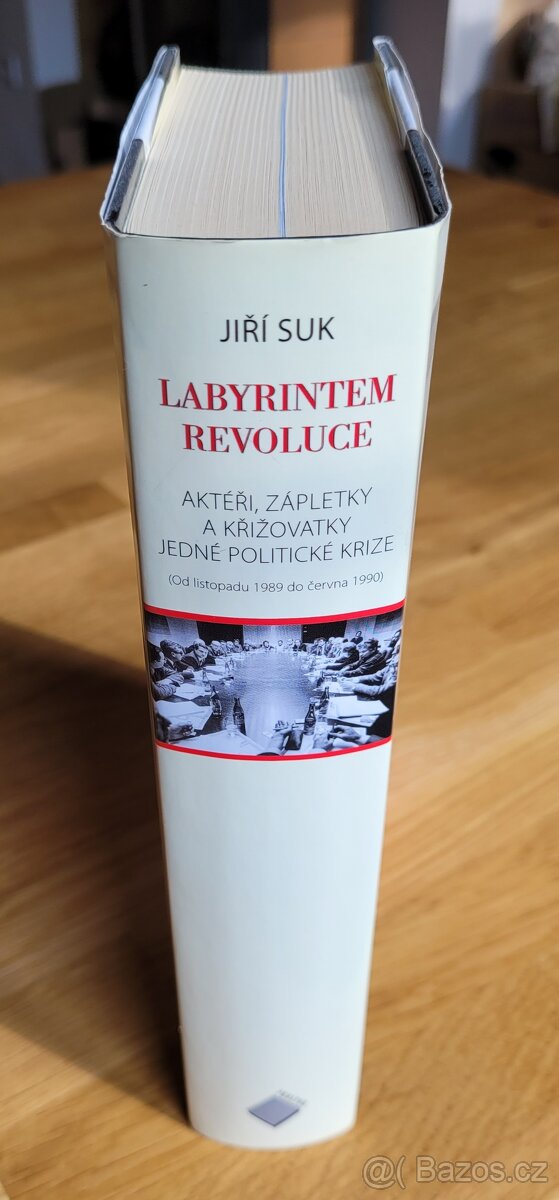 JIŘÍ SUK
LABYRINTEM
REVOLUCE
AKTÉŘI, ZÁPLETKY
A KŘIŽOVATKY
JEDNÉ POLITICKÉ KRIZE
(Od listopadu 1989 do června 1990)
@( Bazos.cz